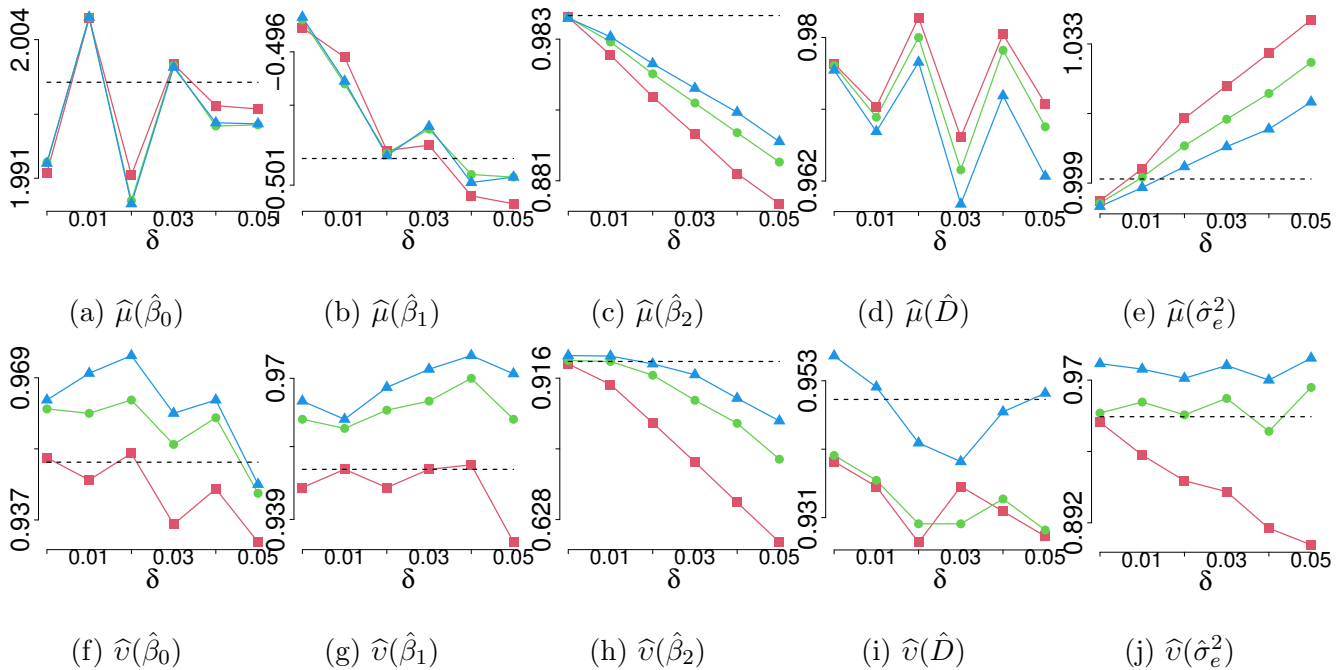 2.004
1.991
0.01 0.03 0.05
δ
(a) μ̂(β̂₀)
−0.496
−0.501
0.01 0.03 0.05
δ
(b) μ̂(β̂₁)
0.983
0.881
0.01 0.03 0.05
δ
(c) μ̂(β̂₂)
0.98
0.962
0.01 0.03 0.05
δ
(d) μ̂(D̂)
1.033
0.999
0.01 0.03 0.05
δ
(e) μ̂(σ̂²ₑ)
0.969
0.937
0.01 0.03 0.05
δ
(f) υ̂(β̂₀)
0.97
0.939
0.01 0.03 0.05
δ
(g) υ̂(β̂₁)
0.916
0.628
0.01 0.03 0.05
δ
(h) υ̂(β̂₂)
0.953
0.931
0.01 0.03 0.05
δ
(i) υ̂(D̂)
0.97
0.892
0.01 0.03 0.05
δ
(j) υ̂(σ̂²ₑ)